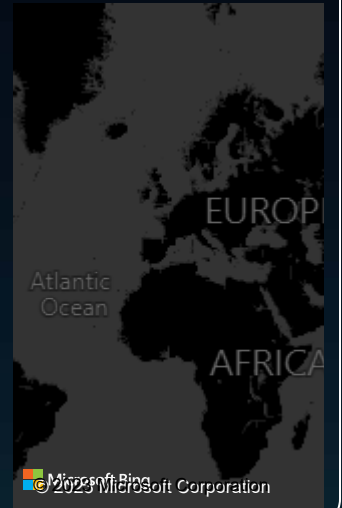 EUROP
Atlantic
Ocean
AFRICA
Microsoft Bing
© 2023 Microsoft Corporation